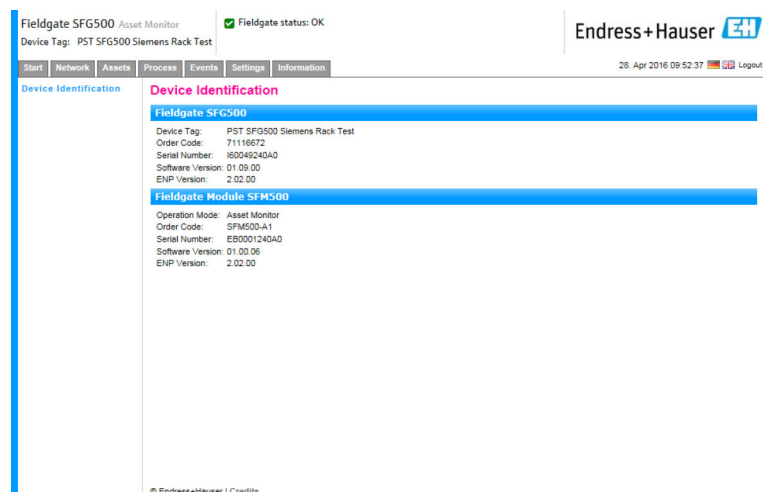 Fieldgate SFG500 Asset Monitor
Device Tag: PST SFG500 Siemens Rack Test
Fieldgate status: OK
Endress+Hauser EH
Start Network Assets Process Events Settings Information
28. Apr 2016 09:52:37 Logout
Device Identification
Device Identification
Fieldgate SFG500
Device Tag: PST SFG500 Siemens Rack Test
Order Code: 71116672
Serial Number: I60049240A0
Software Version: 01.09.00
ENP Version: 2.02.00
Fieldgate Module SFM500
Operation Mode: Asset Monitor
Order Code: SFM500-A1
Serial Number: EB0001240A0
Software Version: 01.00.06
ENP Version: 2.02.00
© Endress+Hauser | Credits